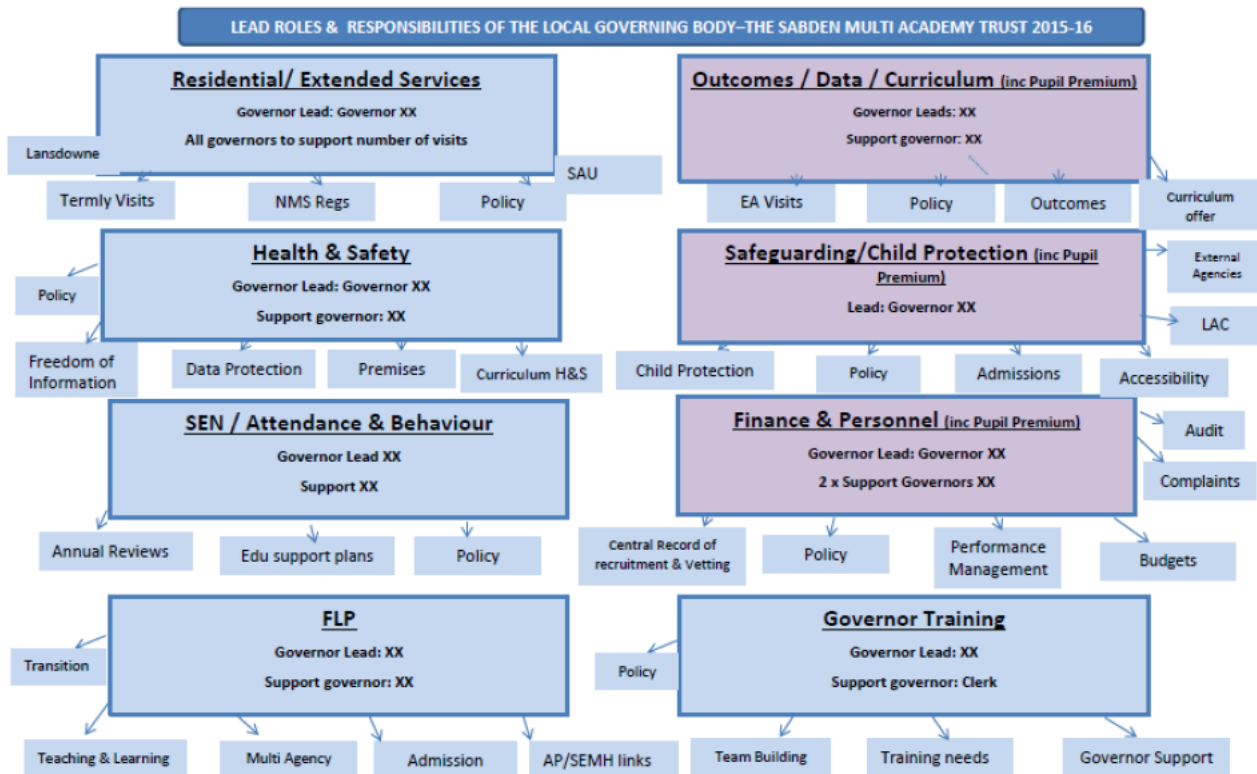 LEAD ROLES & RESPONSIBILITIES OF THE LOCAL GOVERNING BODY–THE SABDEN MULTI ACADEMY TRUST 2015-16
Residential/ Extended Services
Governor Lead: Governor XX
All governors to support number of visits
Lansdowne
SAU
Termly Visits
NMS Regs
Policy
Outcomes / Data / Curriculum (inc Pupil Premium)
Governor Leads: XX
Support governor: XX
EA Visits
Policy
Outcomes
Curriculum
offer
Health & Safety
Governor Lead: Governor XX
Support governor: XX
Policy
Freedom of
Information
Data Protection
Premises
Curriculum H&S
Safeguarding/Child Protection (inc Pupil
Premium)
Lead: Governor XX
External
Agencies
LAC
Child Protection
Policy
Admissions
Accessibility
SEN / Attendance & Behaviour
Governor Lead XX
Support XX
Annual Reviews
Edu support plans
Policy
Finance & Personnel (inc Pupil Premium)
Governor Lead: Governor XX
2 x Support Governors XX
Audit
Complaints
Central Record of
recruitment & Vetting
Policy
Performance
Management
Budgets
FLP
Governor Lead: XX
Support governor: XX
Transition
Teaching & Learning
Multi Agency
Admission
AP/SEMH links
Governor Training
Governor Lead: XX
Support governor: Clerk
Policy
Team Building
Training needs
Governor Support